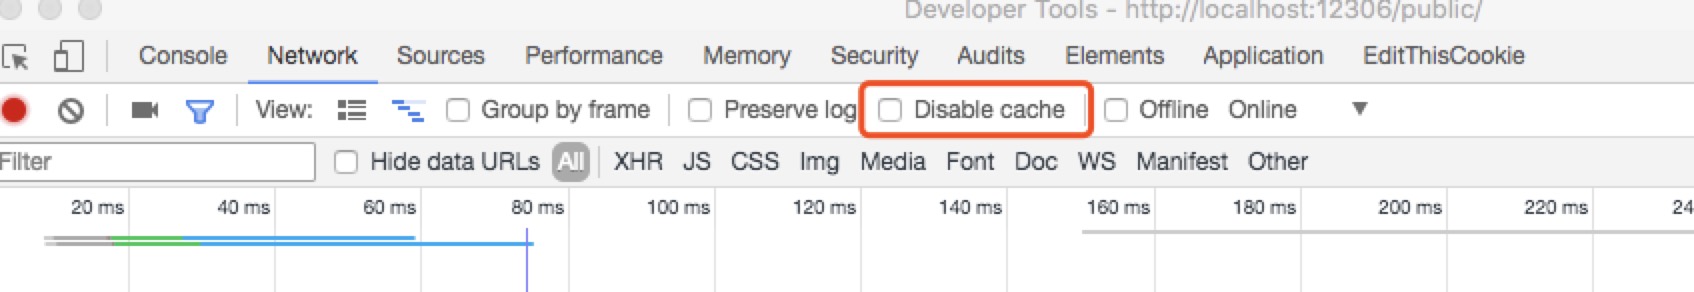 Developer Tools - http://localhost:12306/public/
Console Network Sources Performance Memory Security Audits Elements Application EditThisCookie
View: Group by frame Preserve log Disable cache Offline Online
Filter Hide data URLs All XHR JS CSS Img Media Font Doc WS Manifest Other
20 ms 40 ms 60 ms 80 ms 100 ms 120 ms 140 ms 160 ms 180 ms 200 ms 220 ms 24